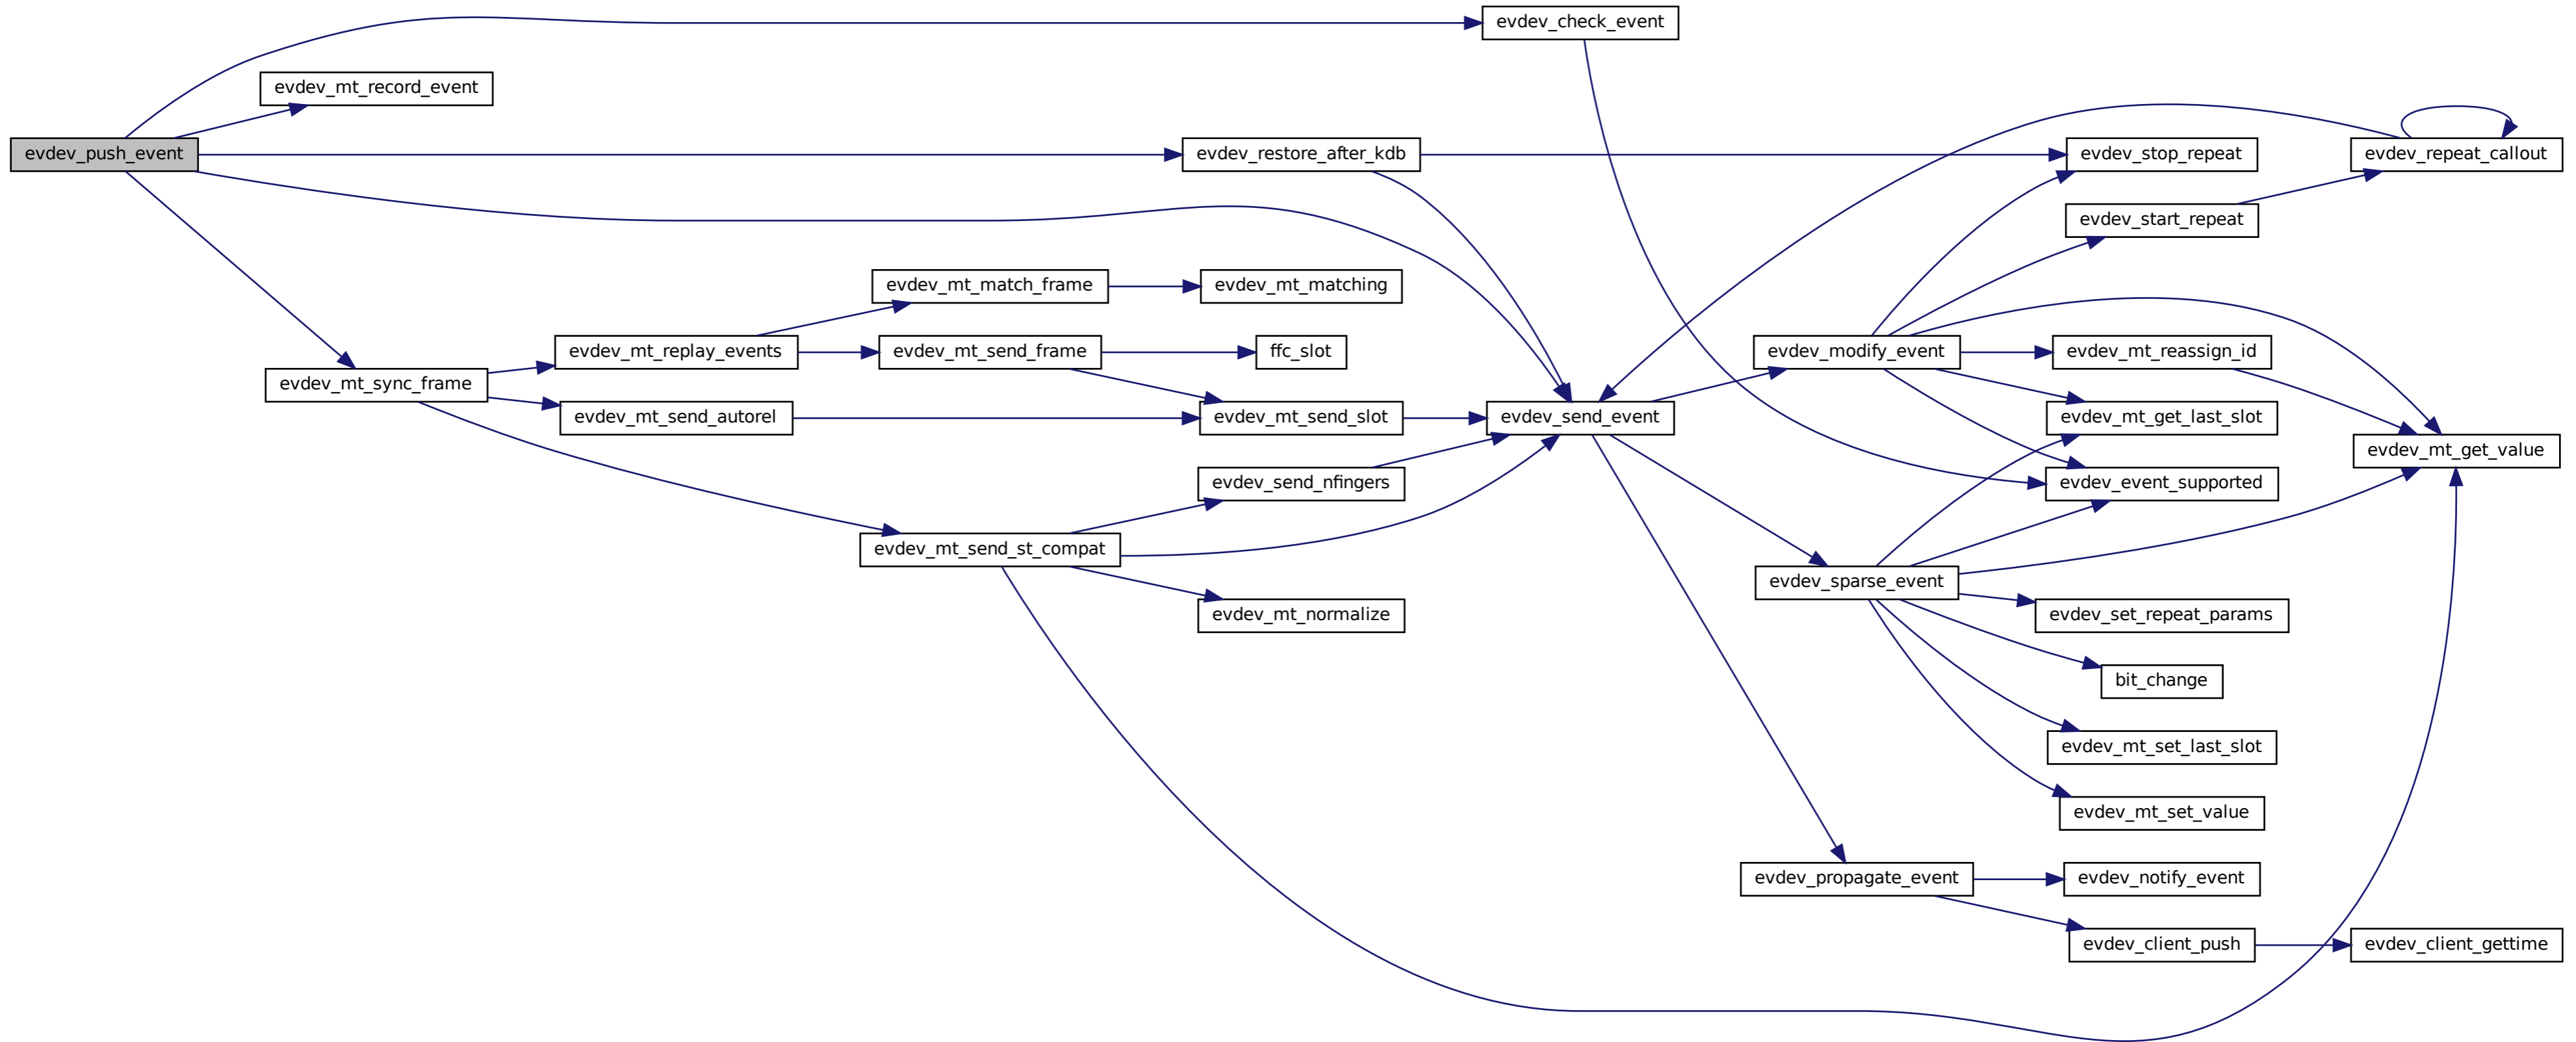 evdev_check_event
evdev_mt_record_event
evdev_push_event
evdev_restore_after_kdb
evdev_stop_repeat
evdev_repeat_callout
evdev_start_repeat
evdev_mt_match_frame
evdev_mt_matching
evdev_mt_replay_events
evdev_mt_send_frame
ffc_slot
evdev_modify_event
evdev_mt_reassign_id
evdev_mt_sync_frame
evdev_mt_send_autorel
evdev_mt_send_slot
evdev_send_event
evdev_mt_get_last_slot
evdev_mt_get_value
evdev_send_nfingers
evdev_event_supported
evdev_mt_send_st_compat
evdev_sparse_event
evdev_mt_normalize
evdev_set_repeat_params
bit_change
evdev_mt_set_last_slot
evdev_mt_set_value
evdev_propagate_event
evdev_notify_event
evdev_client_push
evdev_client_gettime